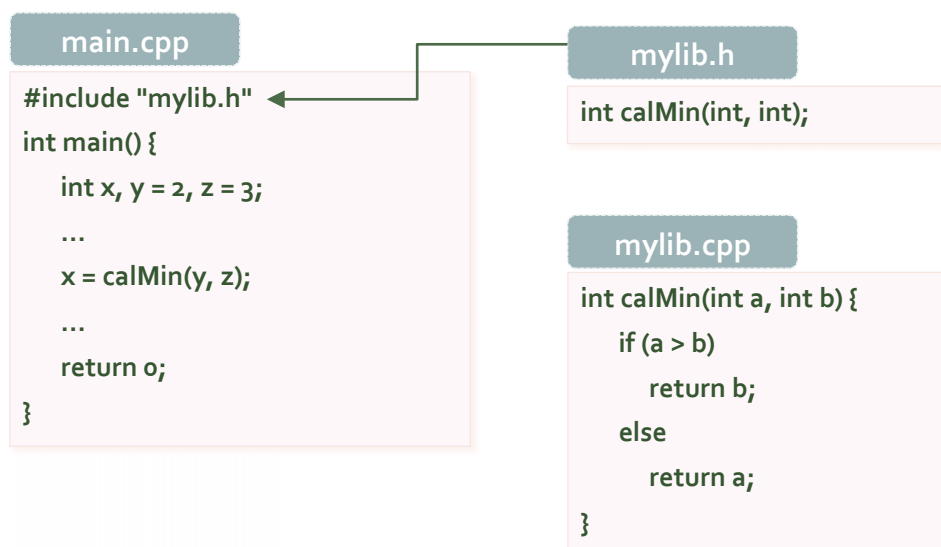 main.cpp
#include "mylib.h"
int main() {
int x, y = 2, z = 3;
...
x = calMin(y, z);
...
return 0;
}
mylib.h
int calMin(int, int);
mylib.cpp
int calMin(int a, int b) {
if (a > b)
return b;
else
return a;
}